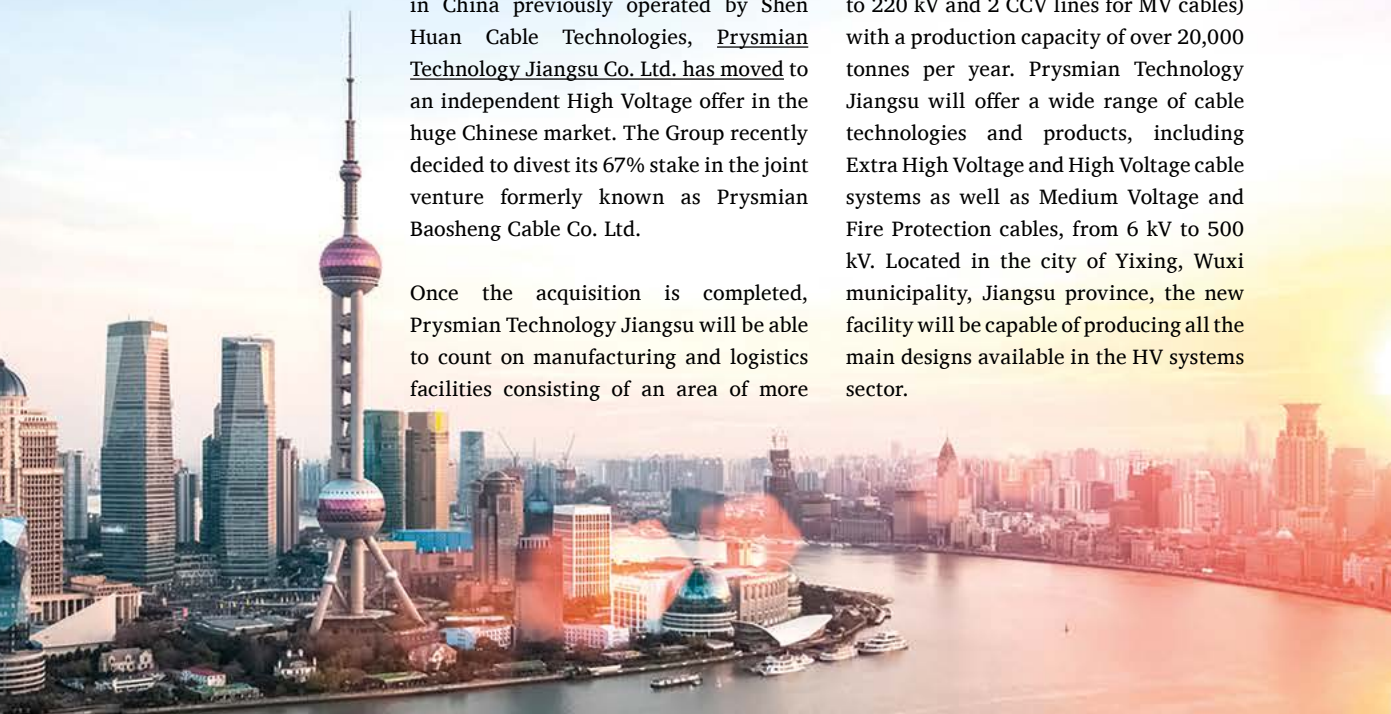 in China previously operated by Shen
Huan Cable Technologies, Prysmian
Technology Jiangsu Co. Ltd. has moved to
an independent High Voltage offer in the
huge Chinese market. The Group recently
decided to divest its 67% stake in the joint
venture formerly known as Prysmian
Baosheng Cable Co. Ltd.
Once the acquisition is completed,
Prysmian Technology Jiangsu will be able
to count on manufacturing and logistics
facilities consisting of an area of more
to 220 kV and 2 CCV lines for MV cables)
with a production capacity of over 20,000
tonnes per year. Prysmian Technology
Jiangsu will offer a wide range of cable
technologies and products, including
Extra High Voltage and High Voltage cable
systems as well as Medium Voltage and
Fire Protection cables, from 6 kV to 500
kV. Located in the city of Yixing, Wuxi
municipality, Jiangsu province, the new
facility will be capable of producing all the
main designs available in the HV systems
sector.